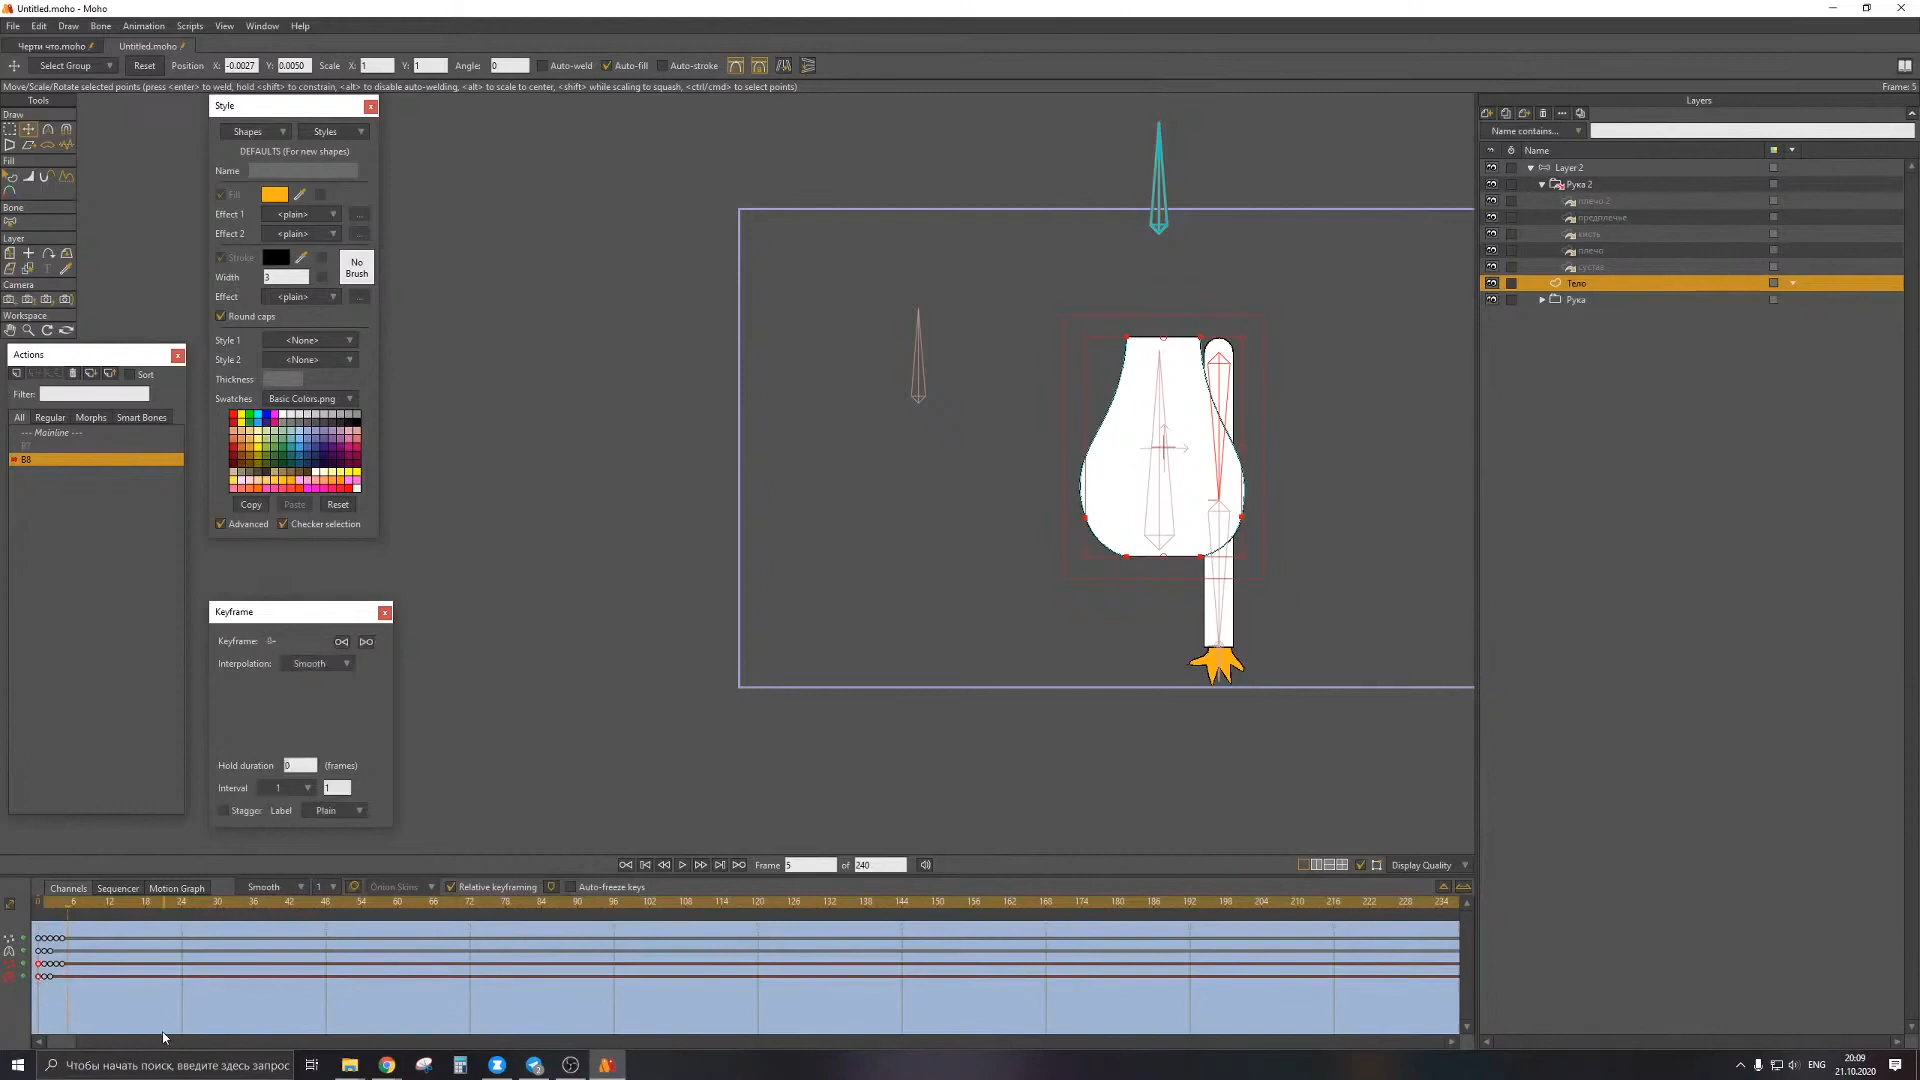 Untitled.moho - Moho
File Edit Draw Bone Animation Scripts View Window Help
Черти что.moho Untitled.moho
Select Group Reset Position X: -0.0027 Y: 0.0050 Scale X: 1 Y: 1 Angle: 0 Auto-weld Auto-fill Auto-stroke
Move/Scale/Rotate selected points (press <enter> to weld, hold <shift> to constrain, <alt> to disable auto-welding, <alt> to scale to center, <shift> while scaling to squash, <ctrl/cmd> to select points) Frame: 5
Tools
Draw
Fill
Bone
Layer
Camera
Workspace
Actions
Sort
Filter:
All Regular Morphs Smart Bones
--- Mainline ---
B7
B8
Style
Shapes Styles
DEFAULTS (For new shapes)
Name
Fill
Effect 1 <plain> ...
Effect 2 <plain> ...
Stroke
No Brush
Width 3
Effect <plain> ...
Round caps
Style 1 <None>
Style 2 <None>
Thickness
Swatches Basic Colors.png
Copy Paste Reset
Advanced Checker selection
Keyframe
Keyframe:
Interpolation: Smooth
Hold duration 0 (frames)
Interval 1 1
Stagger Label Plain
Layers
Name contains...
Name
Layer 2
Рука 2
плечо 2
предплечие
кисть
плечо
сустав
Тело
Рука
Frame 5 of 240 Display Quality
Channels Sequencer Motion Graph Smooth 1 Onion Skins Relative keyframing Auto-freeze keys
0 6 12 18 24 30 36 42 48 54 60 66 72 78 84 90 96 102 108 114 120 126 132 138 144 150 156 162 168 174 180 186 192 198 204 210 216 222 228 234
Чтобы начать поиск, введите здесь запрос
ENG
20:09
21.10.2020